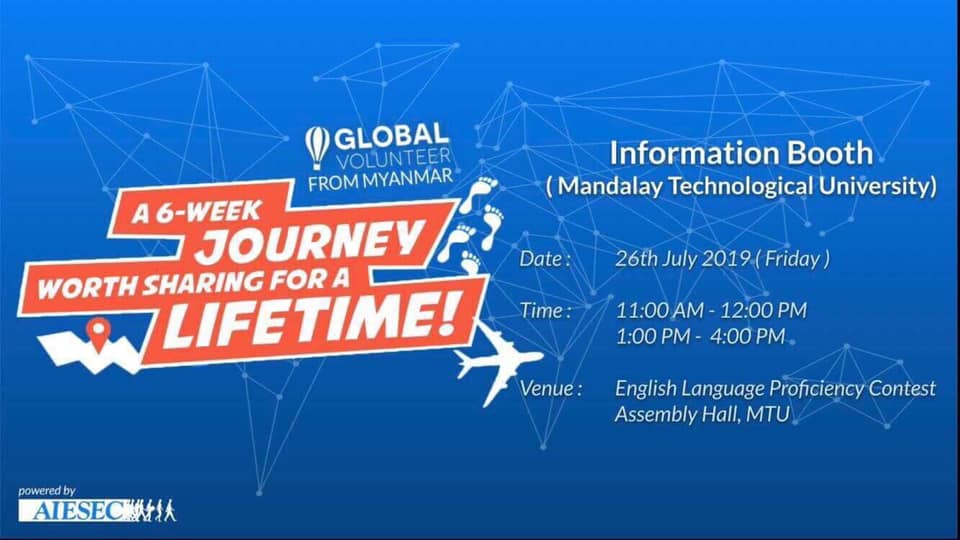 GLOBAL
VOLUNTEER
FROM MYANMAR
A 6-WEEK
JOURNEY
WORTH SHARING FOR A
LIFETIME!
Information Booth
( Mandalay Technological University)
Date : 26th July 2019 ( Friday )
Time : 11:00 AM - 12:00 PM
1:00 PM - 4:00 PM
Venue : English Language Proficiency Contest
Assembly Hall, MTU
powered by
AIESEC